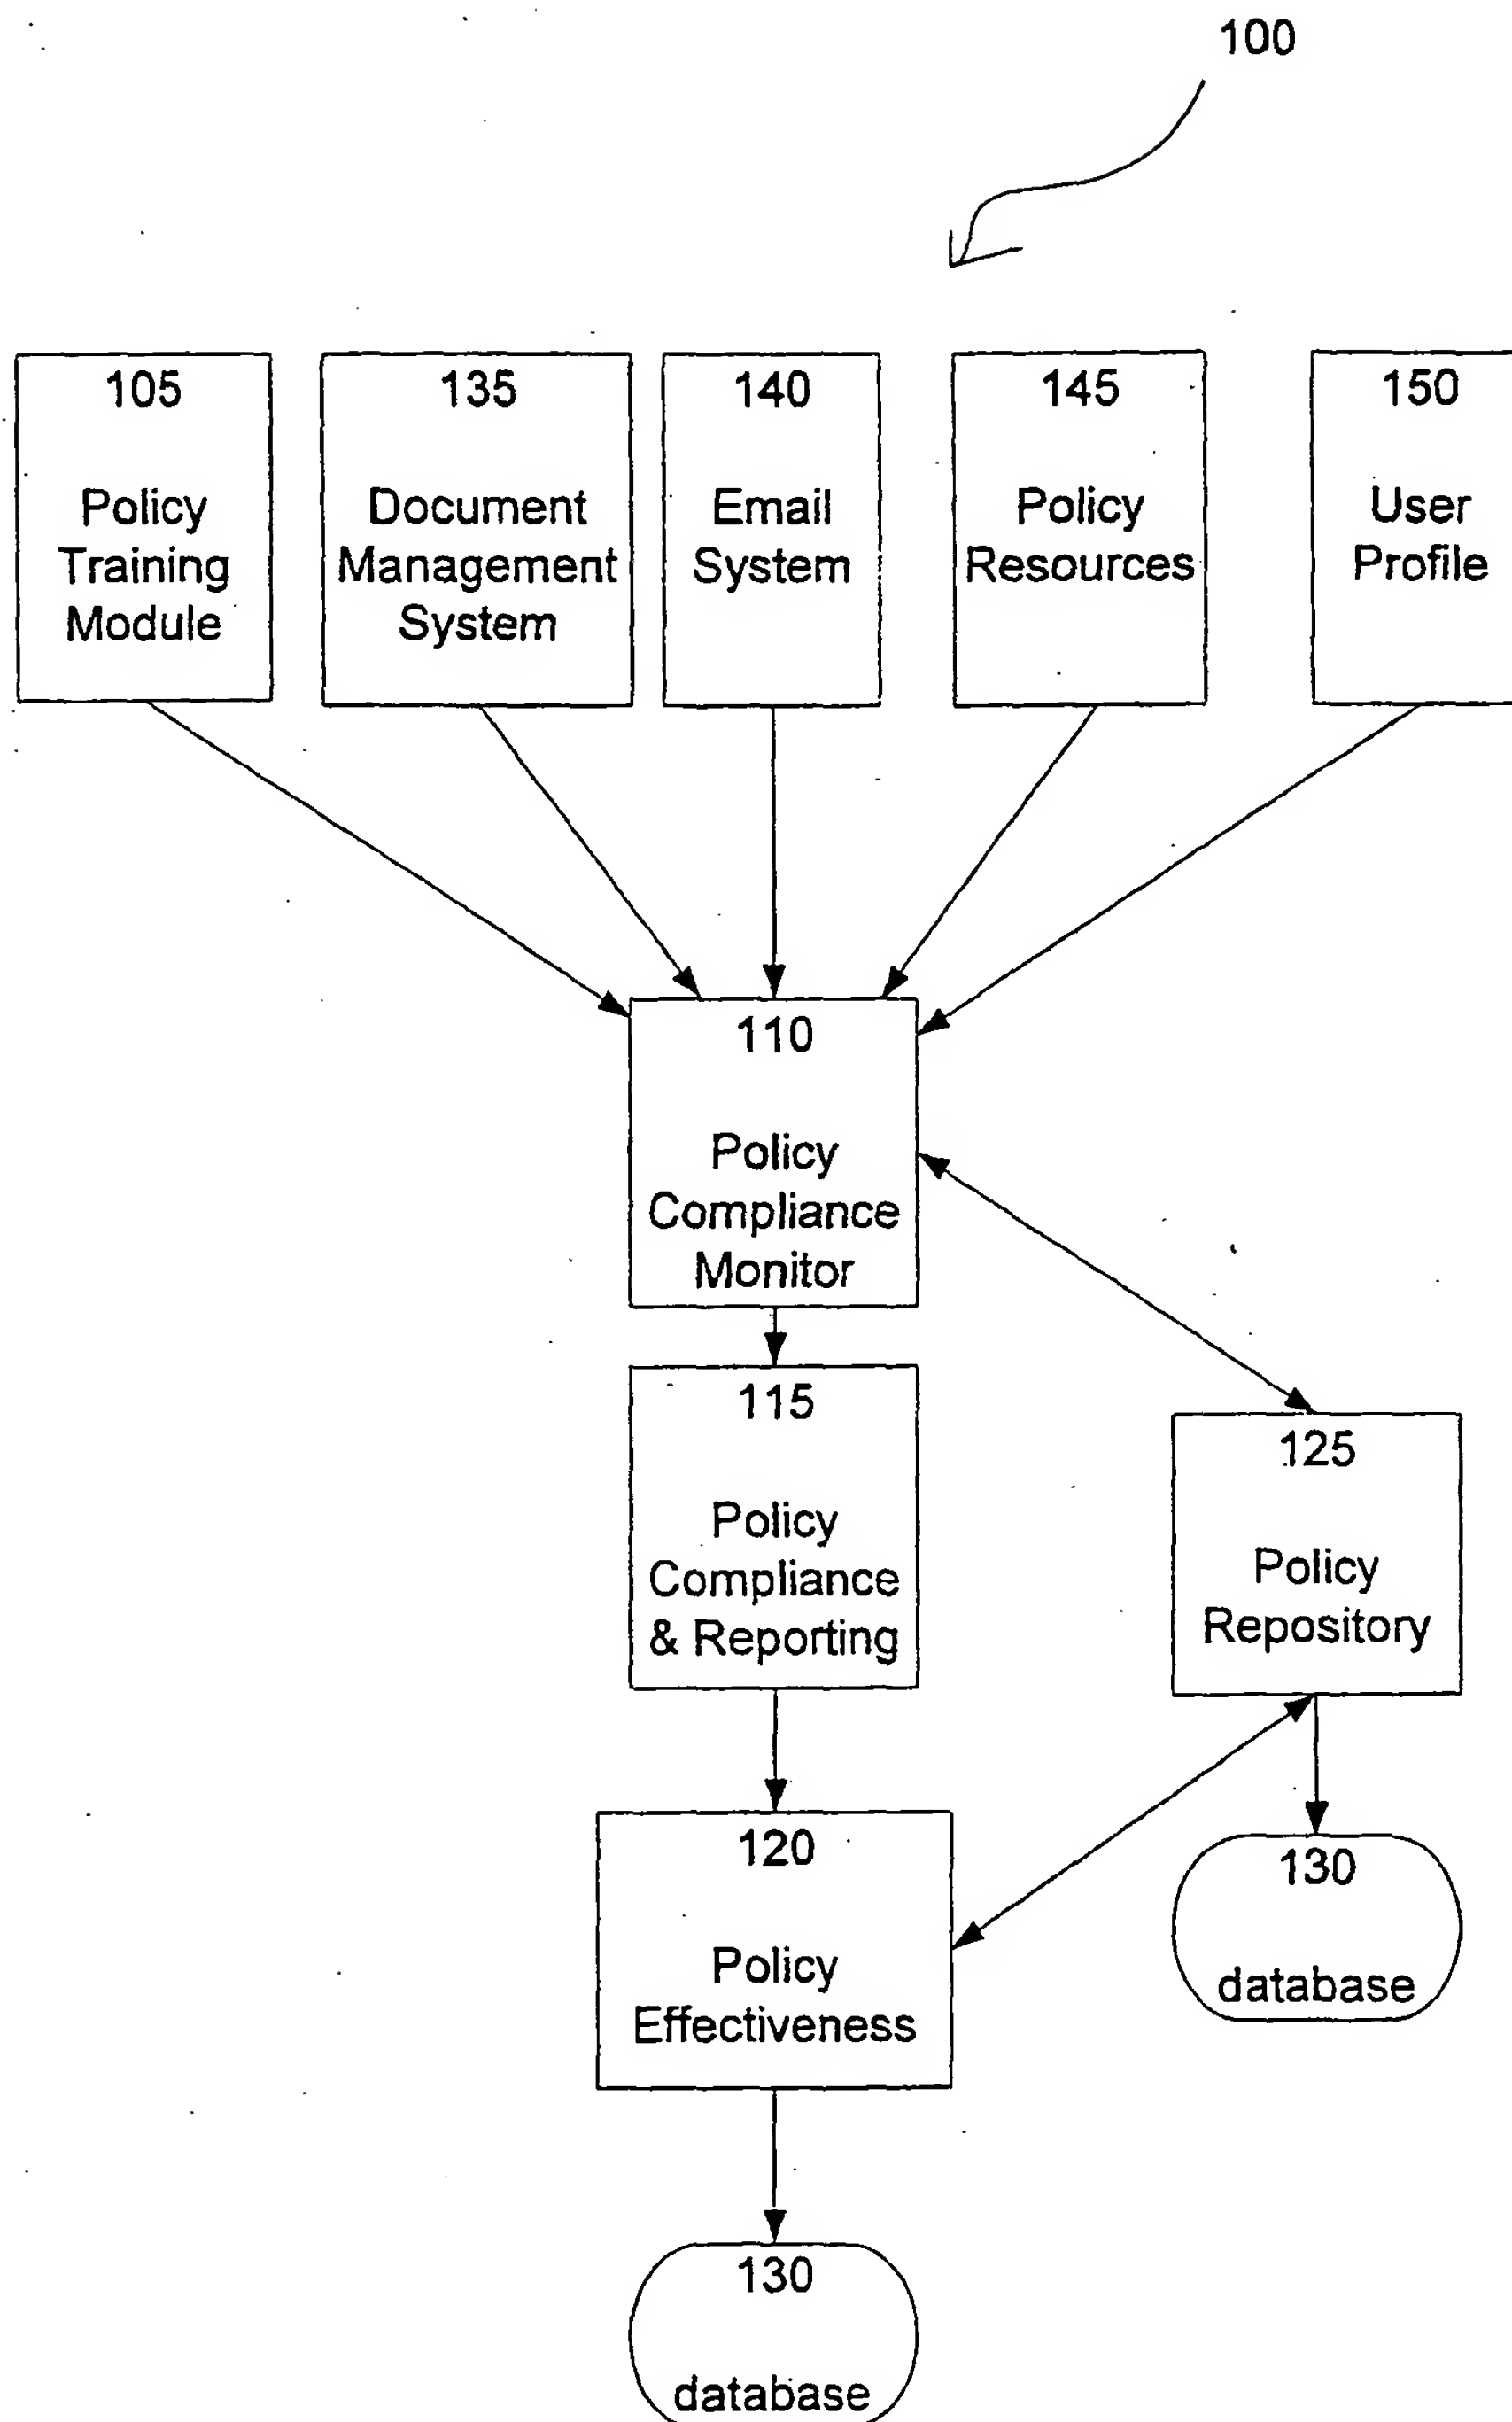 100
105
Policy
Training
Module
135
Document
Management
System
140
Email
System
145
Policy
Resources
150
User
Profile
110
Policy
Compliance
Monitor
115
Policy
Compliance
& Reporting
125
Policy
Repository
120
Policy
Effectiveness
130
database
130
database